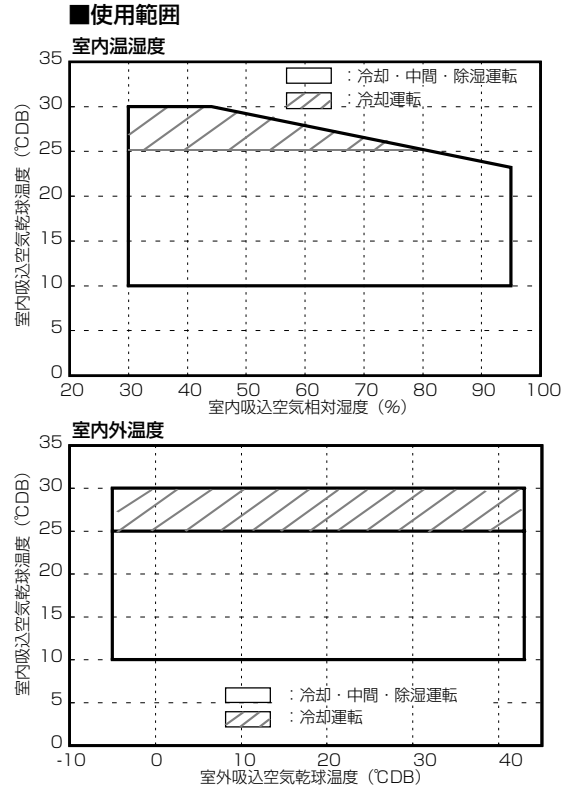 ■使用範囲
室内温湿度
室内吸込空気乾球温度（℃DB）
35
30
25
20
15
10
5
0
：冷却・中間・除湿運転
：冷却運転
20 30 40 50 60 70 80 90 100
室内吸込空気相対湿度（%）
室内外温度
室内吸込空気乾球温度（℃DB）
35
30
25
20
15
10
5
0
：冷却・中間・除湿運転
：冷却運転
-10 0 10 20 30 40
室外吸込空気乾球温度（℃DB）